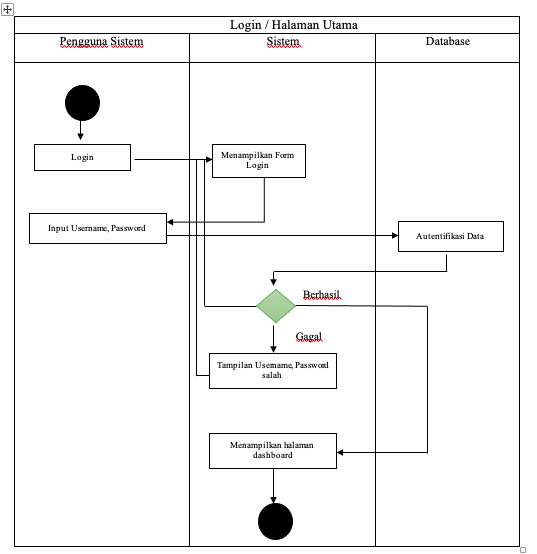 Login / Halaman Utama
Pengguna Sistem
Sistem
Database
Login
Menampilkan Form
Login
Input Username, Password
Autentifikasi Data
Berhasil
Gagal
Tampilan Username, Password
salah
Menampilkan halaman
dashboard